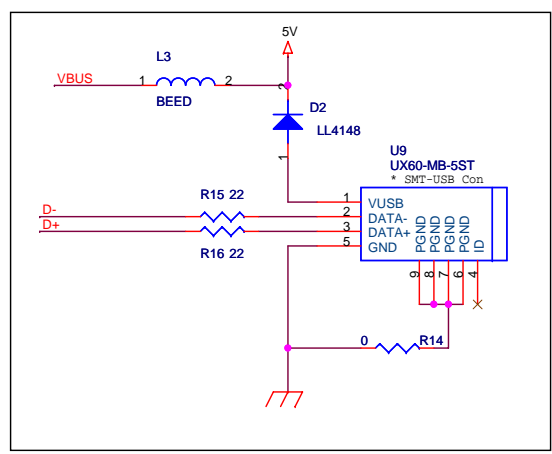 5V
L3
VBUS
1
2
BEED
2
D2
LL4148
1
U9
UX60-MB-5ST
* SMT-USB Con
R15 22
D-
D+
R16 22
1
2
3
5
VUSB
DATA-
DATA+
GND
PGND
PGND
PGND
PGND
ID
9
8
7
6
4
0
R14